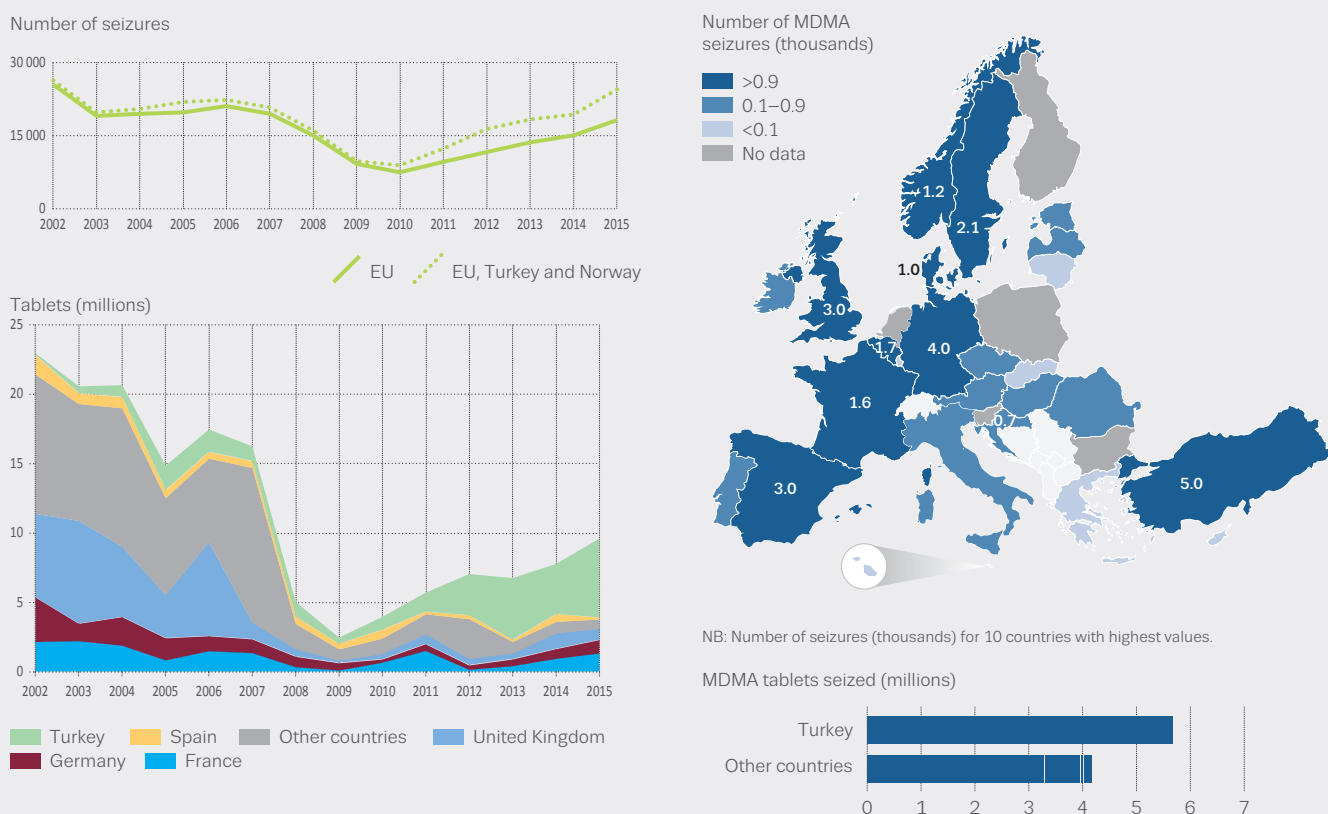 Number of seizures
30 000
15 000
0
2002 2003 2004 2005 2006 2007 2008 2009 2010 2011 2012 2013 2014 2015
EU EU, Turkey and Norway
Tablets (millions)
25
20
15
10
5
0
2002 2003 2004 2005 2006 2007 2008 2009 2010 2011 2012 2013 2014 2015
Turkey Spain Other countries United Kingdom
Germany France
Number of MDMA
seizures (thousands)
>0.9
0.1–0.9
<0.1
No data
1.2
2.1
1.0
3.0
1.7
4.0
1.6
0.7
3.0
5.0
NB: Number of seizures (thousands) for 10 countries with highest values.
MDMA tablets seized (millions)
Turkey
Other countries
0 1 2 3 4 5 6 7